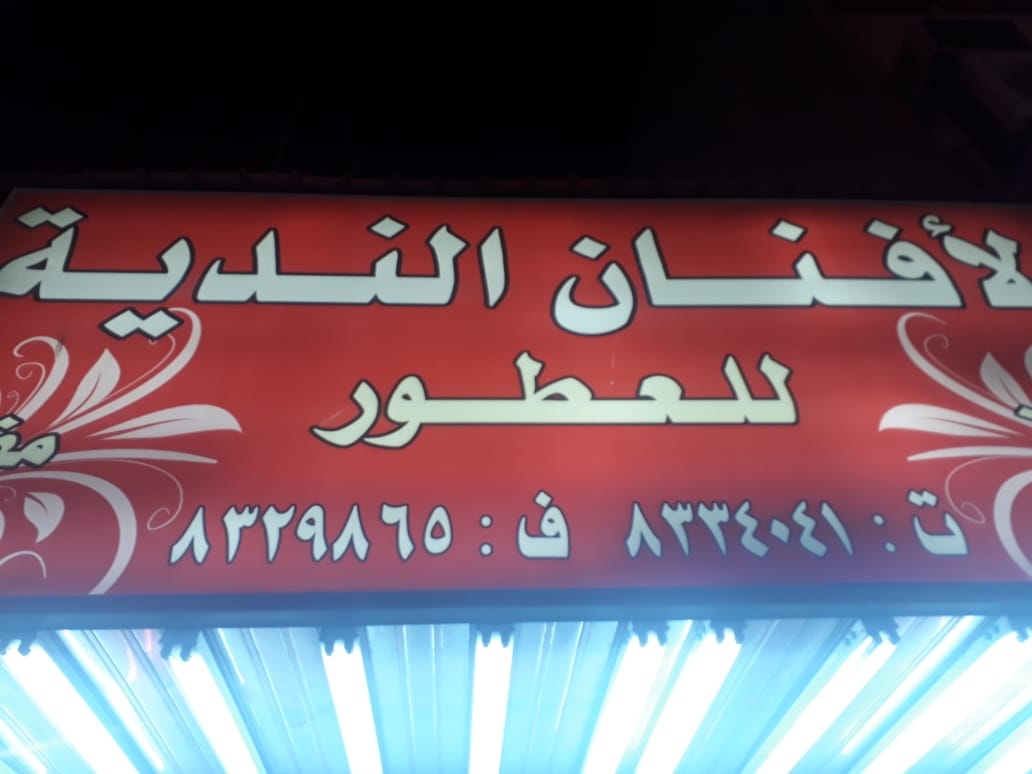 الأفنان الندية
للعطور
ت : ٨٣٣٤٠٤١ ف : ٨٣٢٩٨٦٥